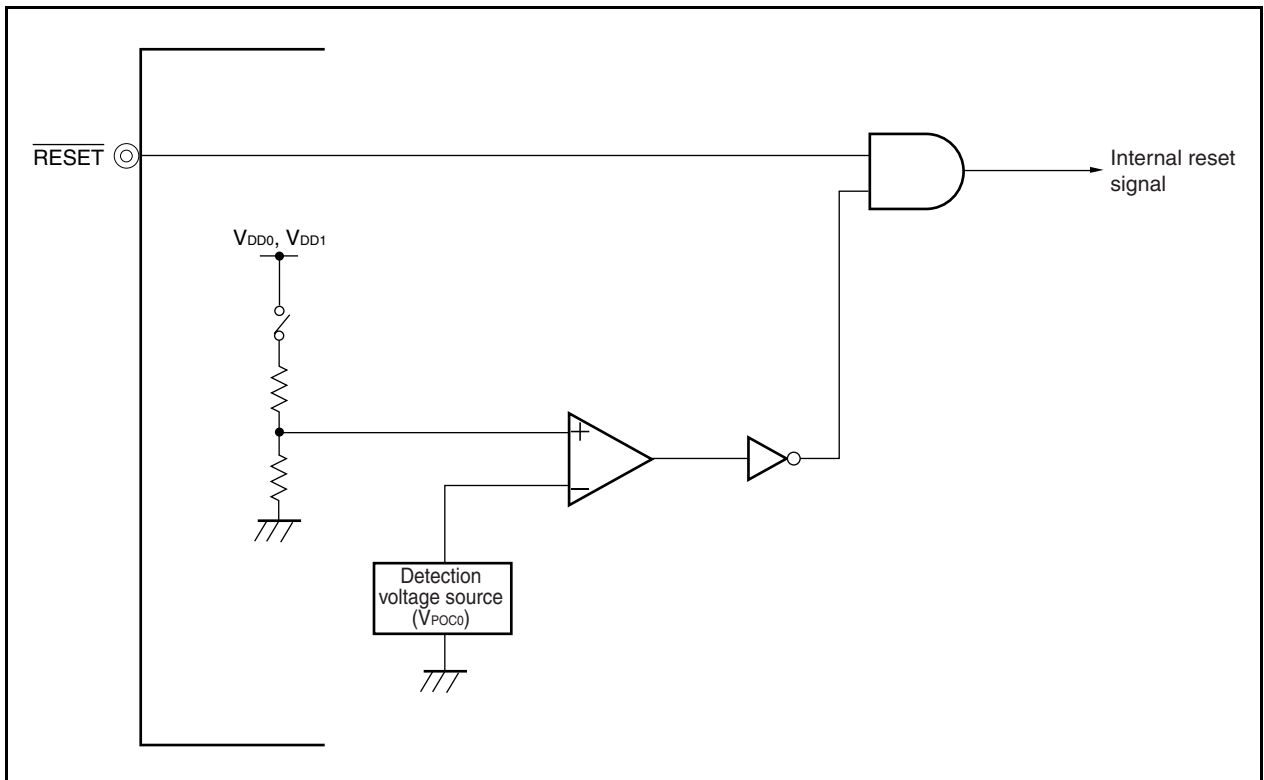 RESET
Internal reset
signal
VDD0, VDD1
+
−
Detection
voltage source
(VPOC0)